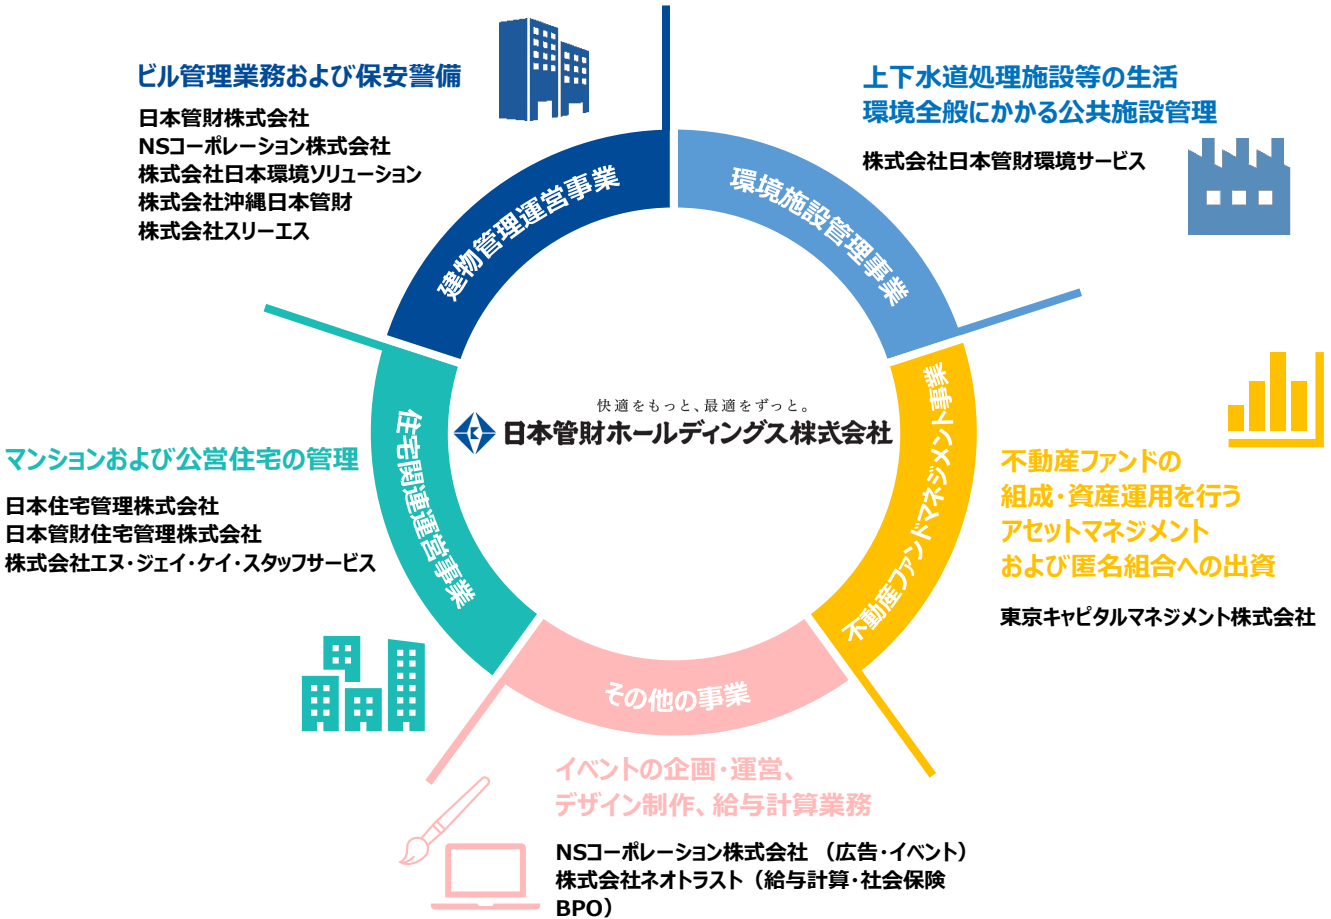 ビル管理業務および保安警備
日本管財株式会社
NSコーポレーション株式会社
株式会社日本環境ソリューション
株式会社沖縄日本管財
株式会社スリーエス
建物管理運営事業
上下水道処理施設等の生活
環境全般にかかる公共施設管理
株式会社日本管財環境サービス
環境施設管理事業
快適をもっと、最適をずっと。
日本管財ホールディングス株式会社
マンションおよび公営住宅の管理
日本住宅管理株式会社
日本管財住宅管理株式会社
株式会社エヌ・ジェイ・ケイ・スタッフサービス
住宅関連運営事業
不動産ファンドマネジメント事業
不動産ファンドの
組成・資産運用を行う
アセットマネジメント
および匿名組合への出資
東京キャピタルマネジメント株式会社
その他の事業
イベントの企画・運営、
デザイン制作、給与計算業務
NSコーポレーション株式会社 （広告・イベント）
株式会社ネオトラスト（給与計算・社会保険
BPO）